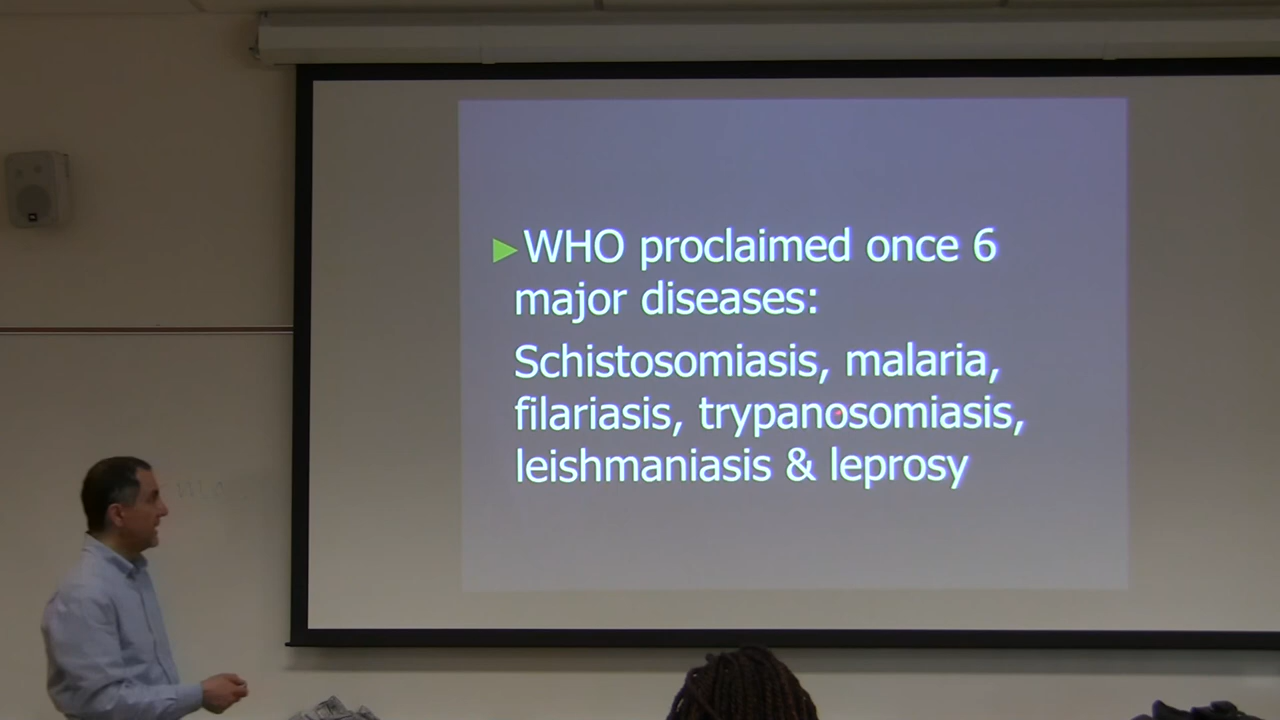 ►WHO proclaimed once 6
major diseases:
Schistosomiasis, malaria,
filariasis, trypanosomiasis,
leishmaniasis & leprosy